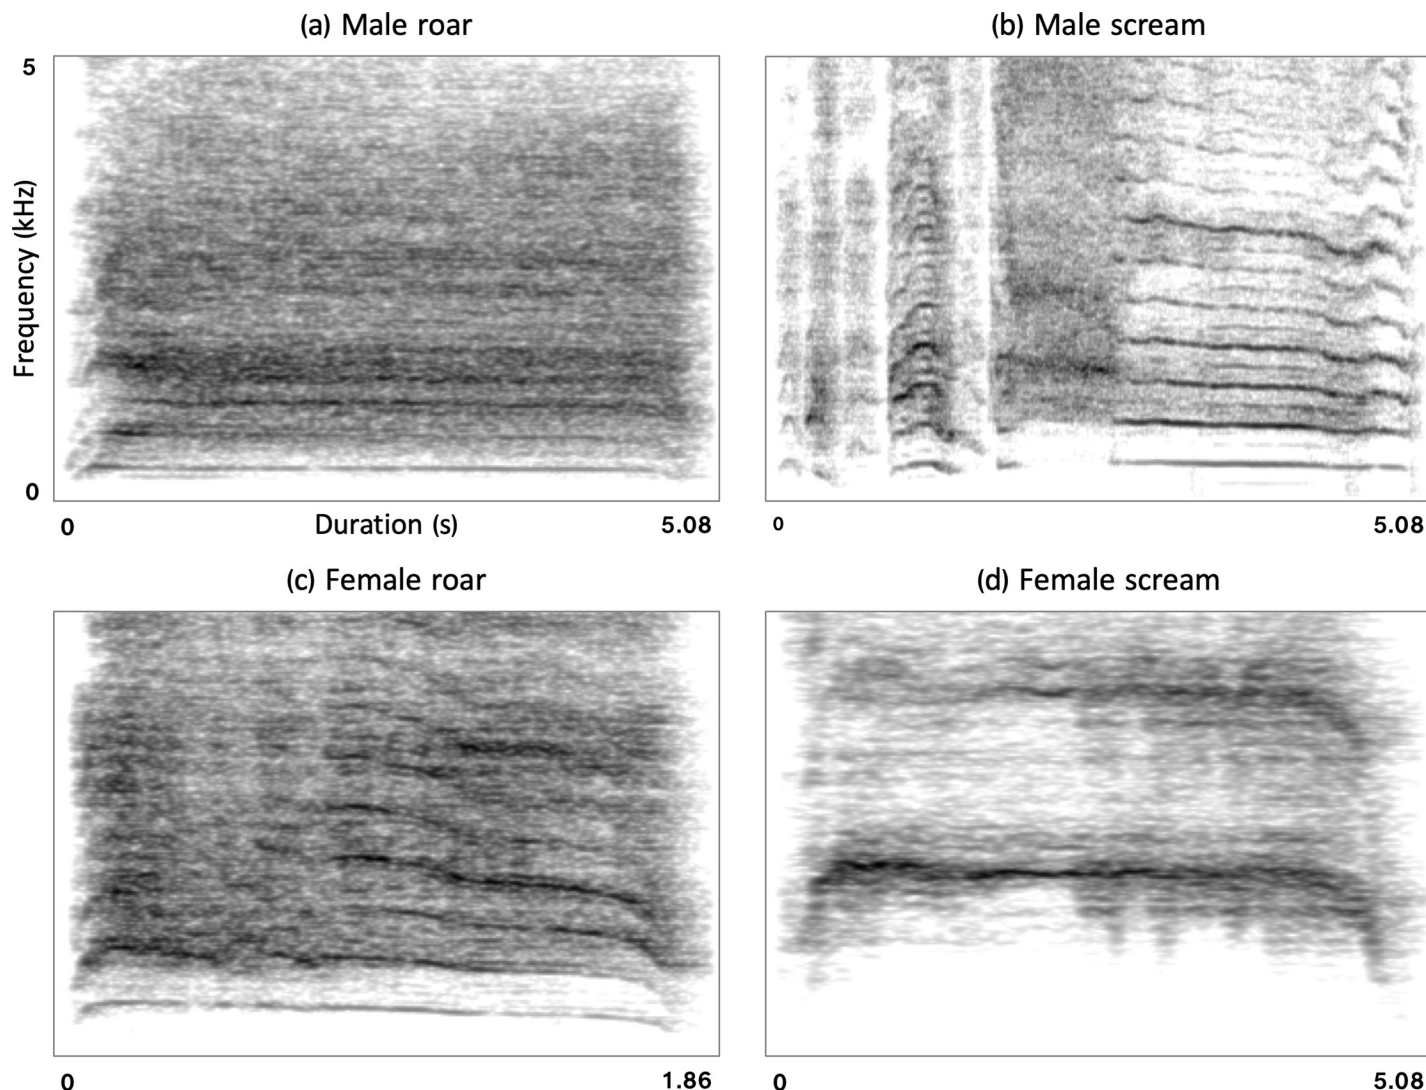 (a) Male roar
(b) Male scream
5
Frequency (kHz)
0
0
Duration (s)
5.08
0
5.08
(c) Female roar
(d) Female scream
0
1.86
0
5.08